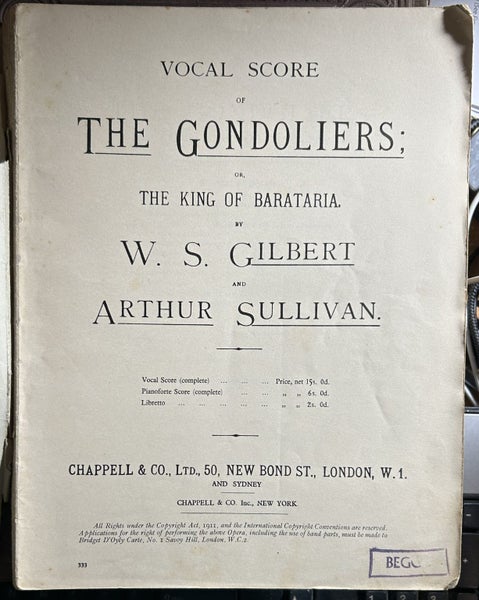 VOCAL SCORE
OF
THE GONDOLIERS;
OR,
THE KING OF BARATARIA.
BY
W. S. GILBERT
AND
ARTHUR SULLIVAN.
Vocal Score (complete) ... ... ... Price, net 15s. 0d.
Pianoforte Score (complete) ... ... „ „ 6s. 0d.
Libretto ... ... ... ... ... „ „ 2s. 0d.
CHAPPELL & CO., LTD., 50, NEW BOND ST., LONDON, W. 1.
AND SYDNEY
CHAPPELL & CO. Inc., NEW YORK
All Rights under the Copyright Act, 1911, and the International Copyright Conventions are reserved.
Applications for the right of performing the above Opera, including the use of band parts, must be made to
Bridget D'Oyly Carte, No. 1 Savoy Hill, London, W.C.2.
333